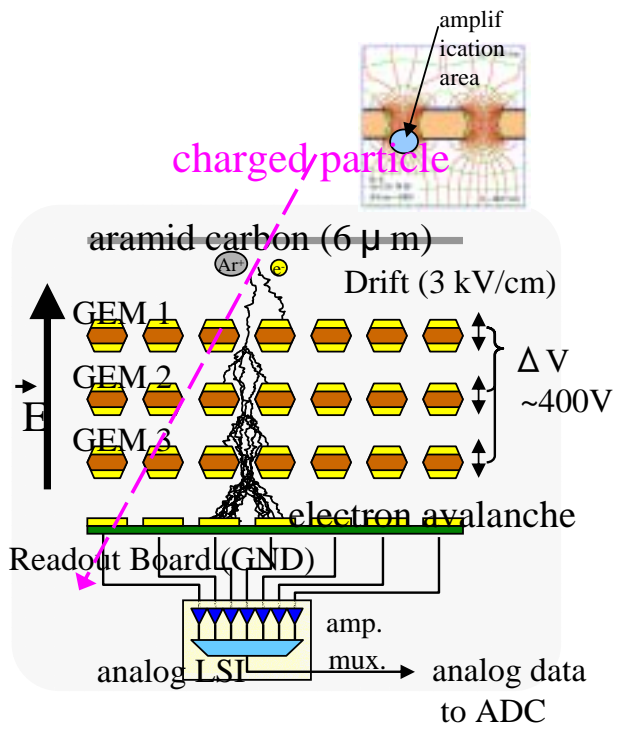 amplif
ication
area
charged particle
aramid carbon (6 μ m)
Ar+
e-
Drift (3 kV/cm)
GEM 1
GEM 2
GEM 3
E
Δ V
~400V
electron avalanche
Readout Board (GND)
amp.
mux.
analog LSI
analog data
to ADC